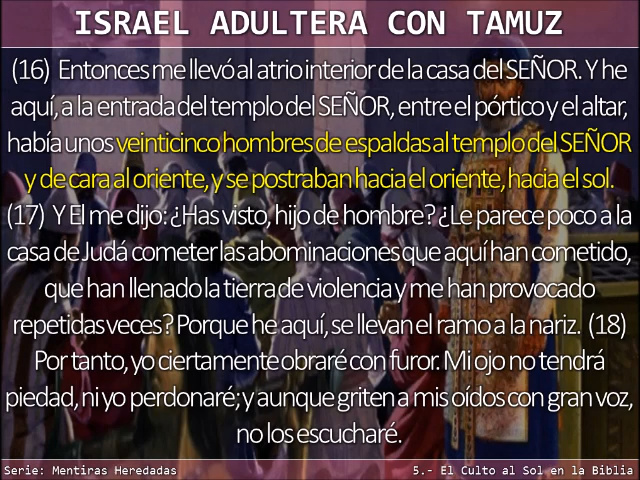 ISRAEL ADULTERA CON TAMUZ
(16) Entonces me llevó al atrio interior de la casa del SEÑOR. Y he
aquí, a la entrada del templo del SEÑOR, entre el pórtico y el altar,
había unos veinticinco hombres de espaldas al templo del SEÑOR
y de cara al oriente, y se postraban hacia el oriente, hacia el sol.
(17) Y El me dijo: ¿Has visto, hijo de hombre? ¿Le parece poco a la
casa de Judá cometer las abominaciones que aquí han cometido,
que han llenado la tierra de violencia y me han provocado
repetidas veces? Porque he aquí, se llevan el ramo a la nariz. (18)
Por tanto, yo ciertamente obraré con furor. Mi ojo no tendrá
piedad, ni yo perdonaré; y aunque griten a mis oídos con gran voz,
no los escucharé.
Serie: Mentiras Heredadas
5.- El Culto al Sol en la Biblia